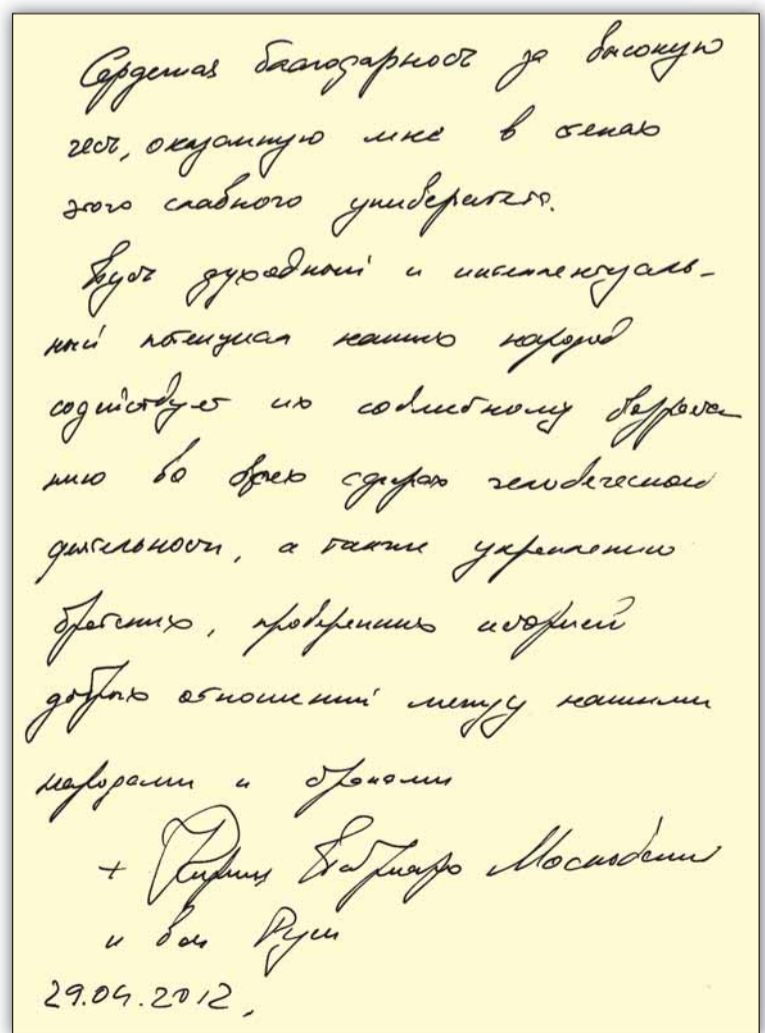 Сердечная благодарность за высокую
честь, оказанную мне в стенах
этого славного университета.
Пусть духовный и интеллектуаль-
ный потенциал наших народов
содействует их совместному возраста-
нию во всех сферах человеческой
деятельности, а также укреплению
братских, проверенных историей
добрых отношений между нашими
народами и странами
+ Кирилл Патриарх Московский
и всея Руси
29.04.2012.